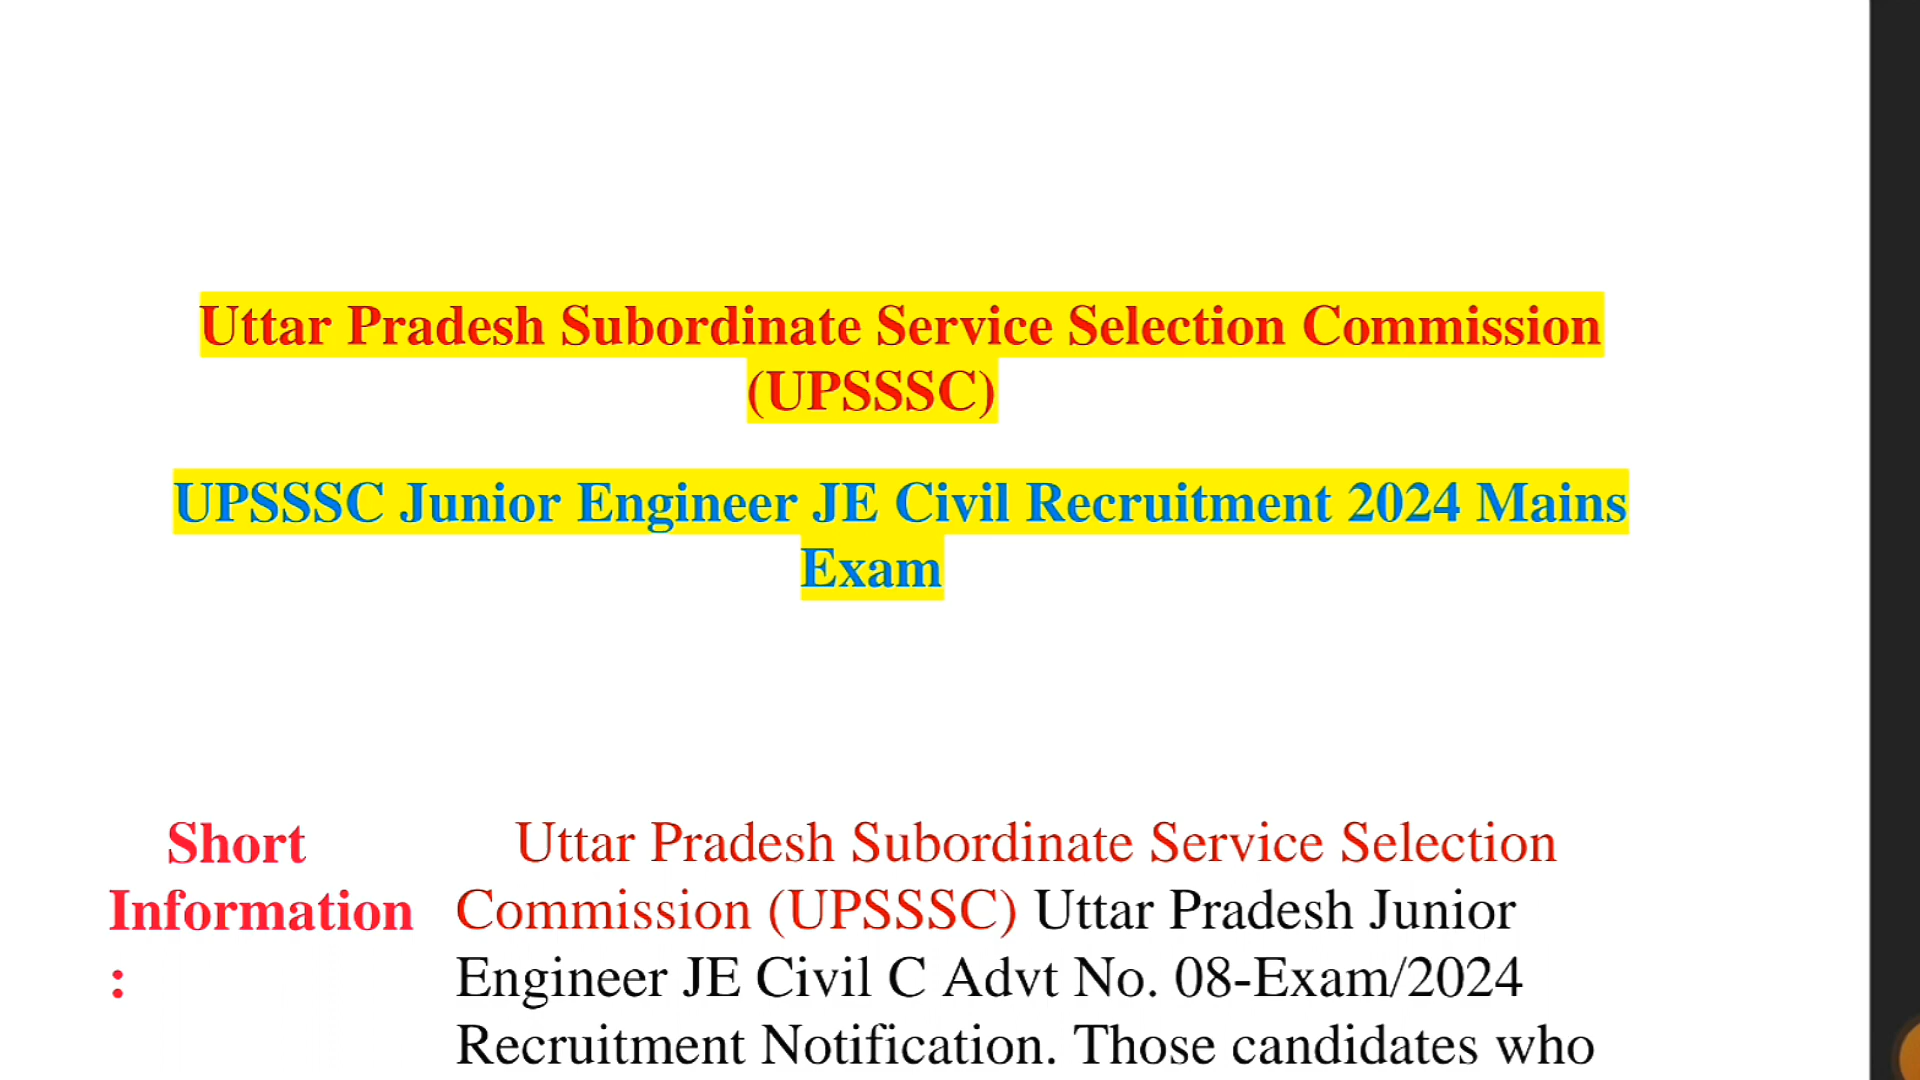 Uttar Pradesh Subordinate Service Selection Commission
(UPSSSC)
UPSSSC Junior Engineer JE Civil Recruitment 2024 Mains
Exam
Short
Information
:
Uttar Pradesh Subordinate Service Selection
Commission (UPSSSC) Uttar Pradesh Junior
Engineer JE Civil C Advt No. 08-Exam/2024
Recruitment Notification. Those candidates who